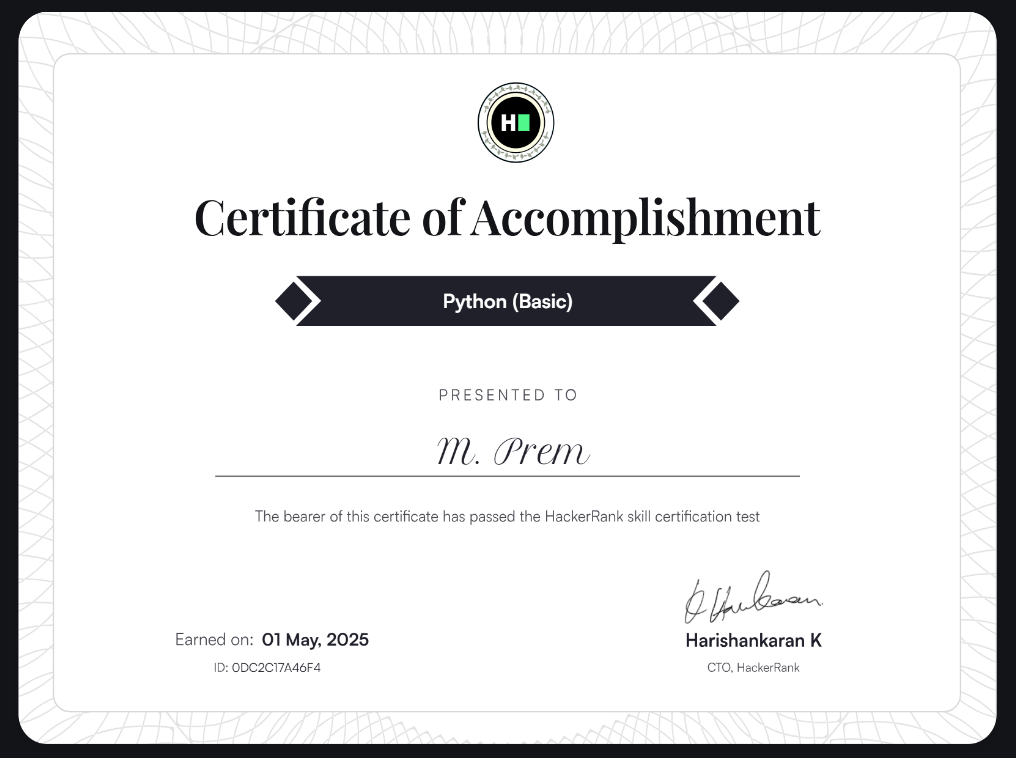 H
Certificate of Accomplishment
Python (Basic)
PRESENTED TO
M. Prem
The bearer of this certificate has passed the HackerRank skill certification test
Earned on: 01 May, 2025
Harishankaran K
ID: 0DC2C17A46F4
CTO, HackerRank